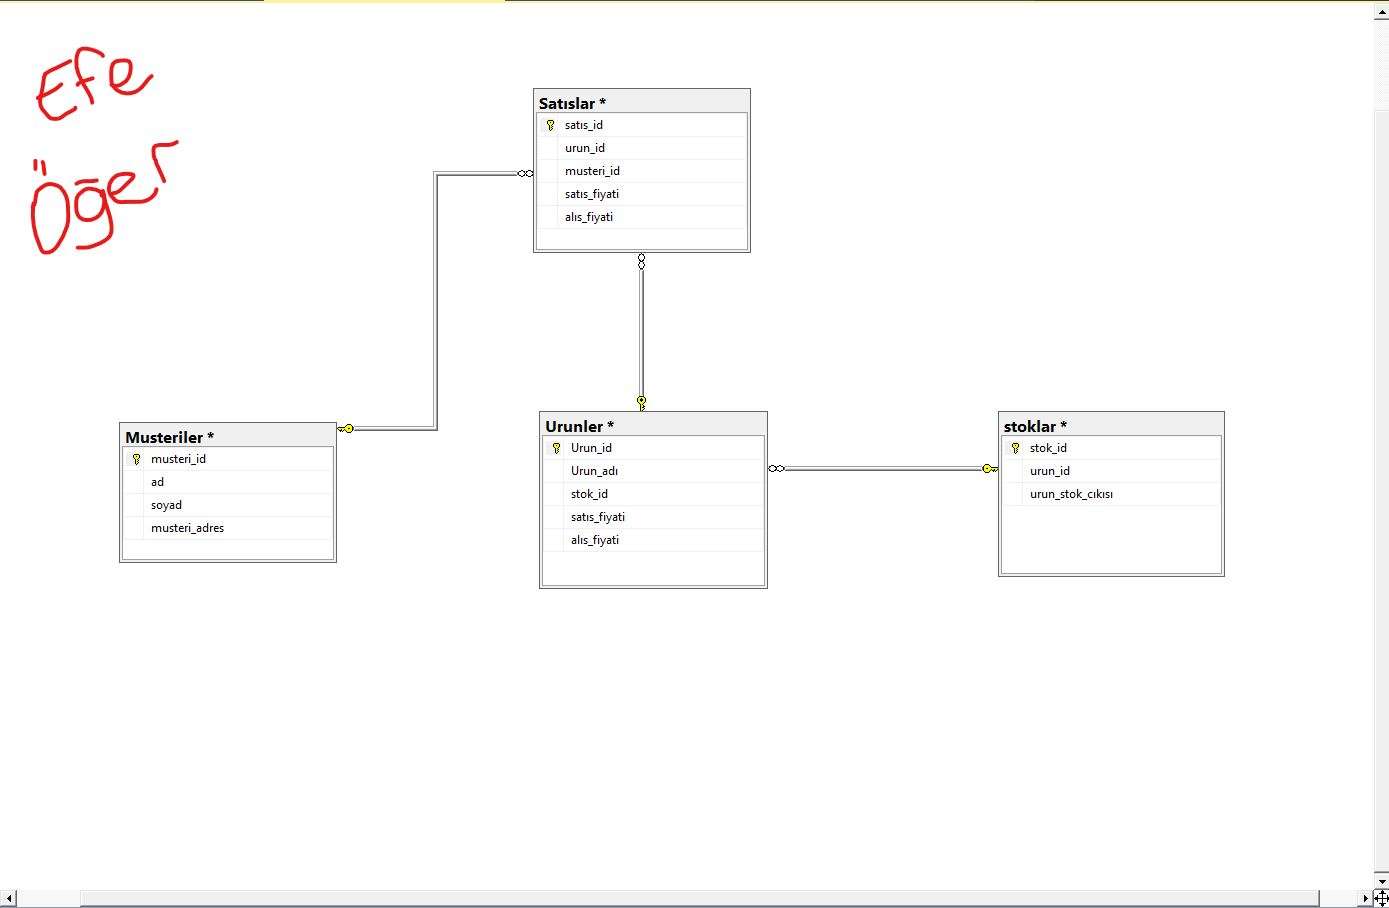 Efe
Öğer
Satıslar *
satıs_id
urun_id
musteri_id
satıs_fiyati
alıs_fiyati
Musteriler *
musteri_id
ad
soyad
musteri_adres
Urunler *
Urun_id
Urun_adı
stok_id
satıs_fiyati
alıs_fiyati
stoklar *
stok_id
urun_id
urun_stok_cıkısı